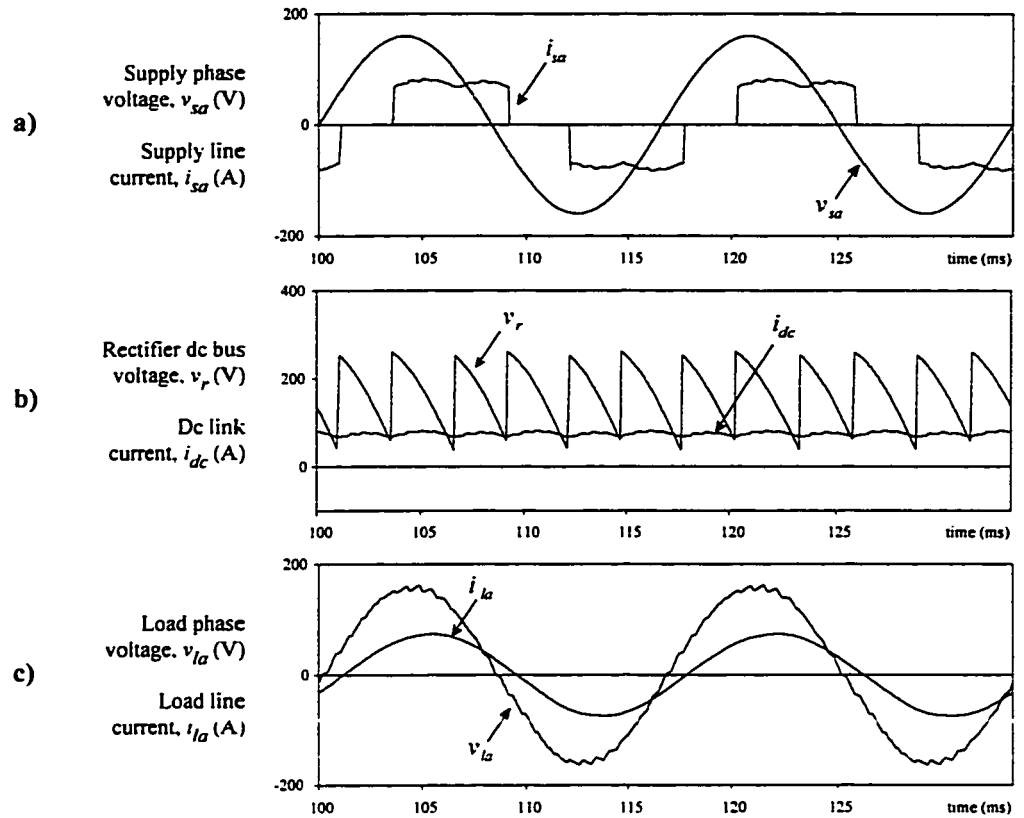 a)
Supply phase
voltage, v_sa (V)
Supply line
current, i_sa (A)
200
0
-200
i_sa
v_sa
100
105
110
115
120
125
time (ms)
b)
Rectifier dc bus
voltage, v_r (V)
Dc link
current, i_dc (A)
400
200
0
v_r
i_dc
100
105
110
115
120
125
time (ms)
c)
Load phase
voltage, v_la (V)
Load line
current, i_la (A)
200
0
-200
i_la
v_la
100
105
110
115
120
125
time (ms)